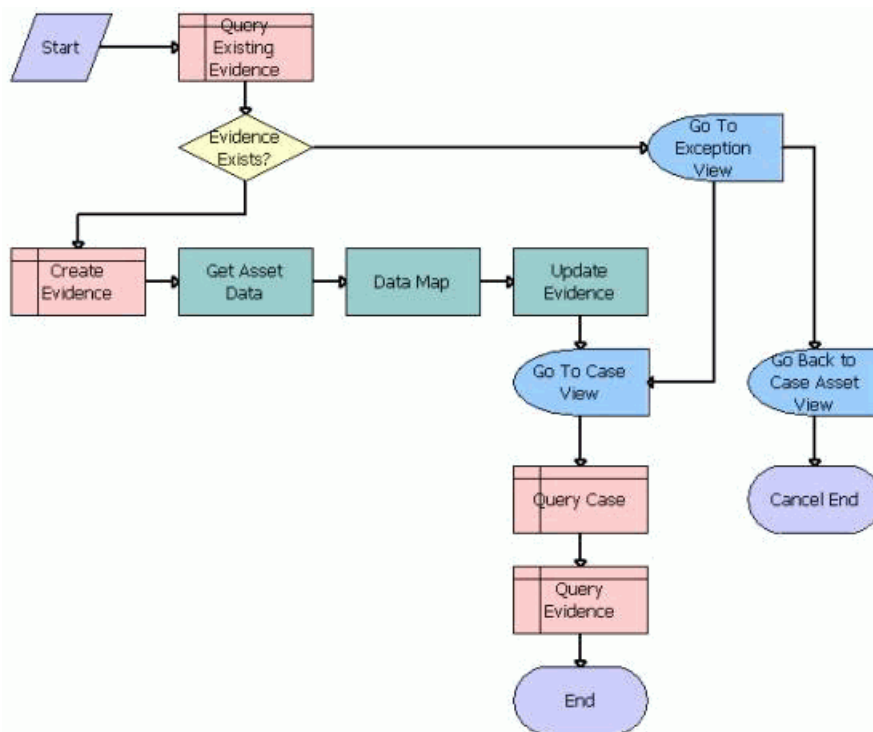 Start
Query
Existing
Evidence
Evidence
Exists?
Go To
Exception
View
Create
Evidence
Get Asset
Data
Data Map
Update
Evidence
Go To Case
View
Go Back to
Case Asset
View
Query Case
Cancel End
Query
Evidence
End